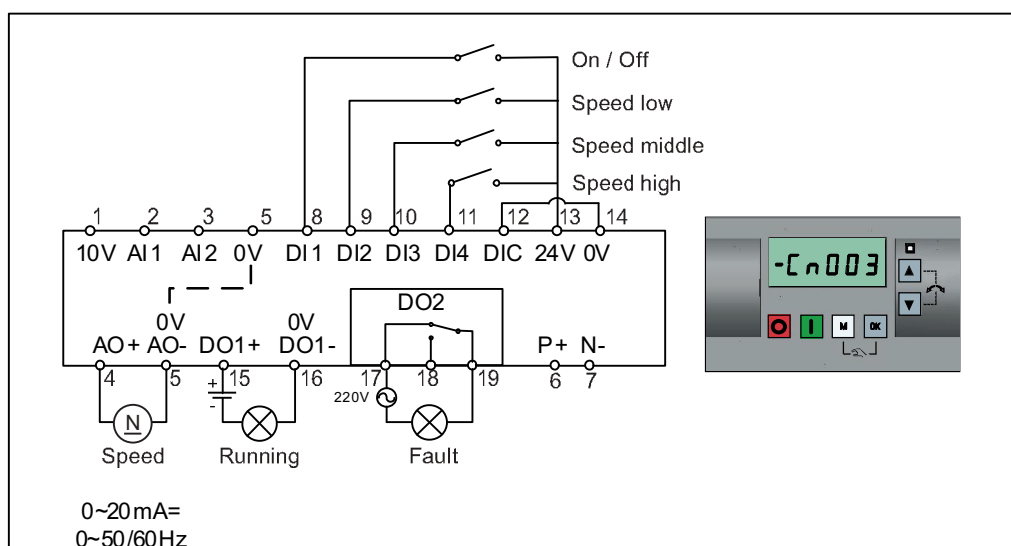 On / Off
Speed low
Speed middle
Speed high
1 2 3 5 8 9 10 11 12 13 14
10V AI1 AI2 0V DI1 DI2 DI3 DI4 DIC 24V 0V
-Cn003
DO2
0V 0V
AO+ AO- DO1+ DO1- P+ N-
M OK
4 5 15 16 17 18 19 6 7
+
-
220V
N
Speed Running Fault
0~20mA=
0~50/60Hz